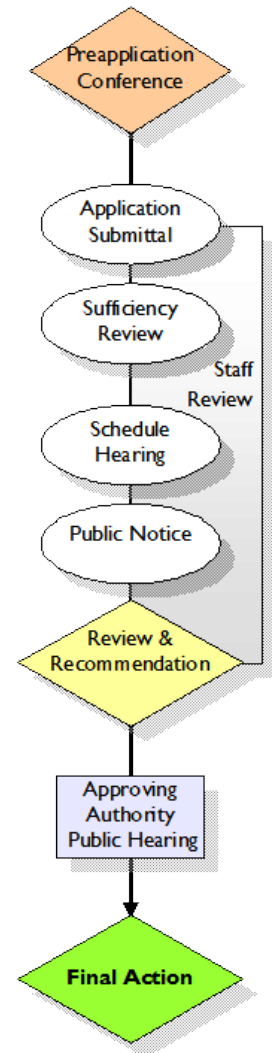 Preapplication
Conference
Application
Submittal
Sufficiency
Review
Staff
Review
Schedule
Hearing
Public Notice
Review &
Recommendation
Approving
Authority
Public Hearing
Final Action